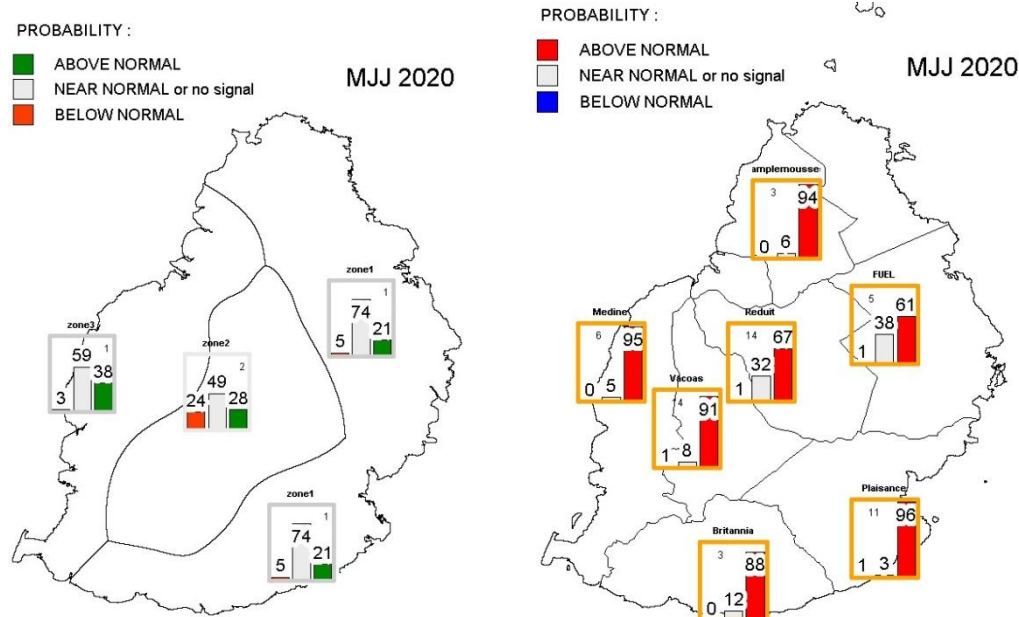 PROBABILITY :
ABOVE NORMAL
NEAR NORMAL or no signal
BELOW NORMAL
MJJ 2020
zone1
1
5 74 21
zone3
1
3 59 38
zone2
2
24 49 28
zone1
1
5 74 21
PROBABILITY :
ABOVE NORMAL
NEAR NORMAL or no signal
BELOW NORMAL
MJJ 2020
amplemousse
3
0 6 94
FUEL
5
1 38 61
Medine
6
0 5 95
Reduit
14
1 32 67
Vacoas
14
1 8 91
Plaisance
11
1 3 96
Britannia
3
0 12 88